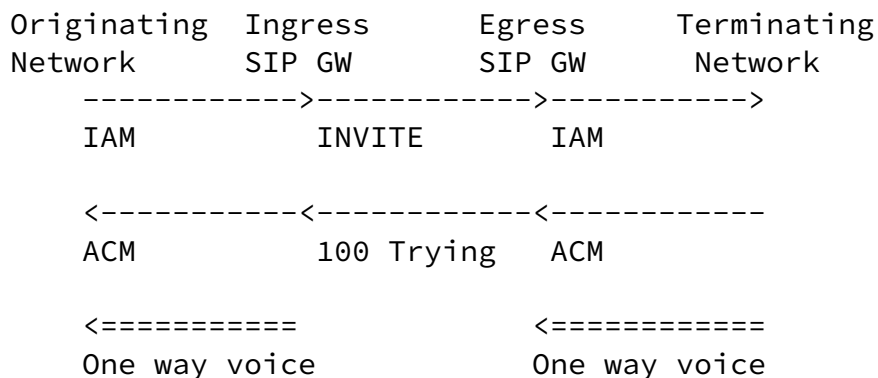 Originating Ingress Egress Terminating
Network SIP GW SIP GW Network
------------>------------>----------->
IAM INVITE IAM
<-----------<------------<------------
ACM 100 Trying ACM
<=========== <============
One way voice One way voice